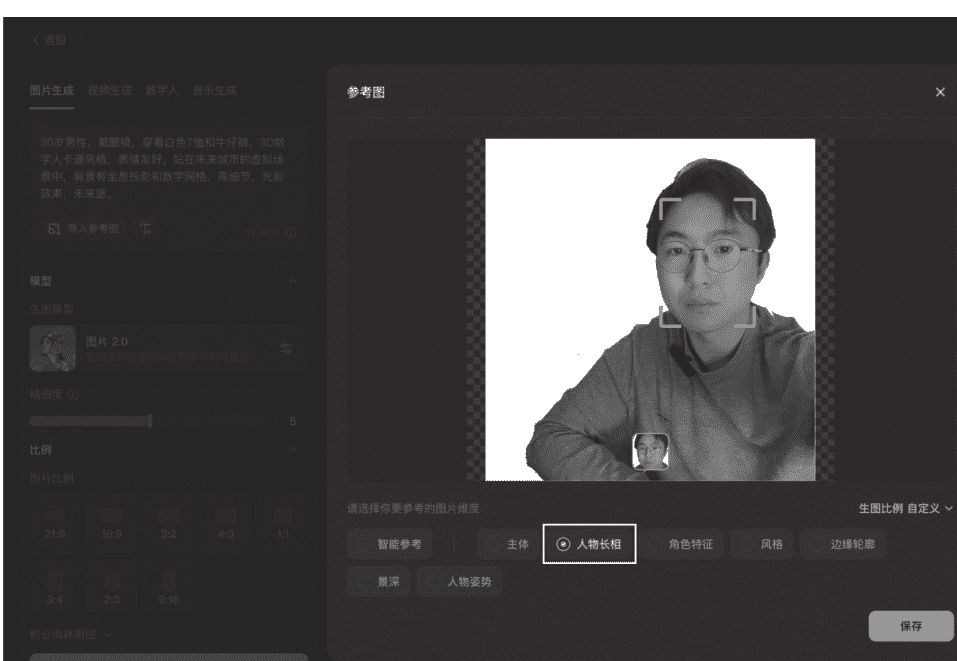 返回
图片生成 视频生成 数字人 音乐生成
30岁男性，戴眼镜，穿着白色T恤和牛仔裤，3D数
字人卡通风格，表情友好，站在未来城市的虚拟场
景中，背景有全息投影和数字网格，高细节，光影
效果，未来感。
导入参考图
模型
生图模型
图片 2.0
精细度
5
比例
图片比例
21:9 16:9 3:2 4:3 1:1
3:4 2:3 9:16
积分消耗明细
参考图
请选择你要参考的图片维度
生图比例 自定义
智能参考 主体 人物长相 角色特征 风格 边缘轮廓
景深 人物姿势
保存